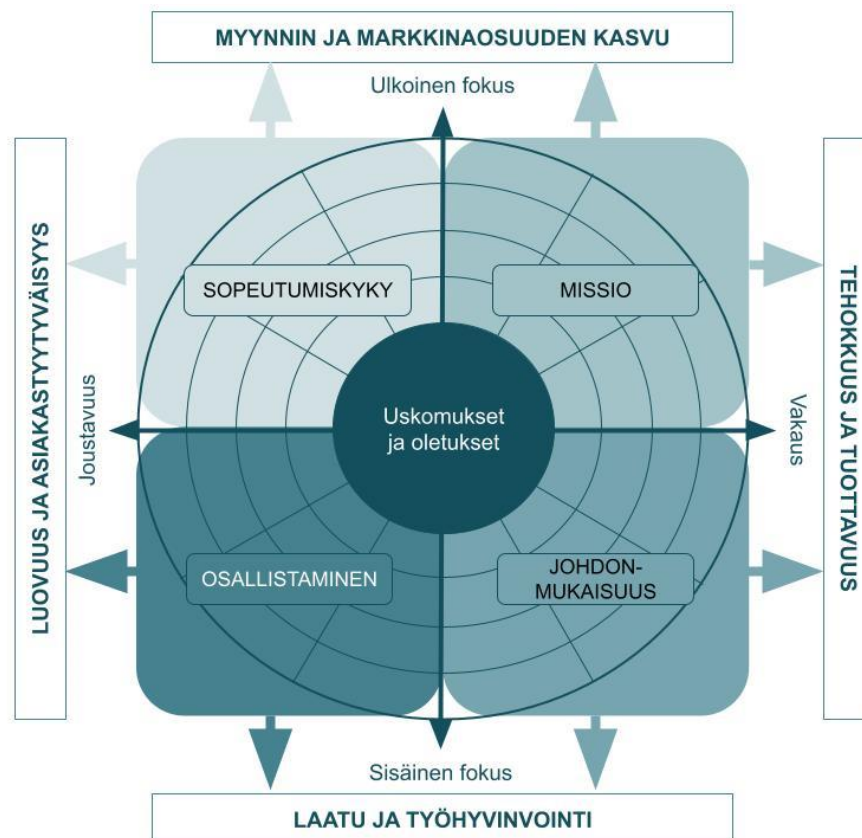 MYYNNIN JA MARKKINAOSUUDEN KASVU
Ulkoinen fokus
LUOVUUS JA ASIAKASTYYTYVÄISYYS
Joustavuus
SOPEUTUMISKYKY
MISSIO
Uskomukset
ja oletukset
Vakaus
TEHOKKUUS JA TUOTTAVUUS
OSALLISTAMINEN
JOHDON-
MUKAISUUS
Sisäinen fokus
LAATU JA TYÖHYVINVOINTI